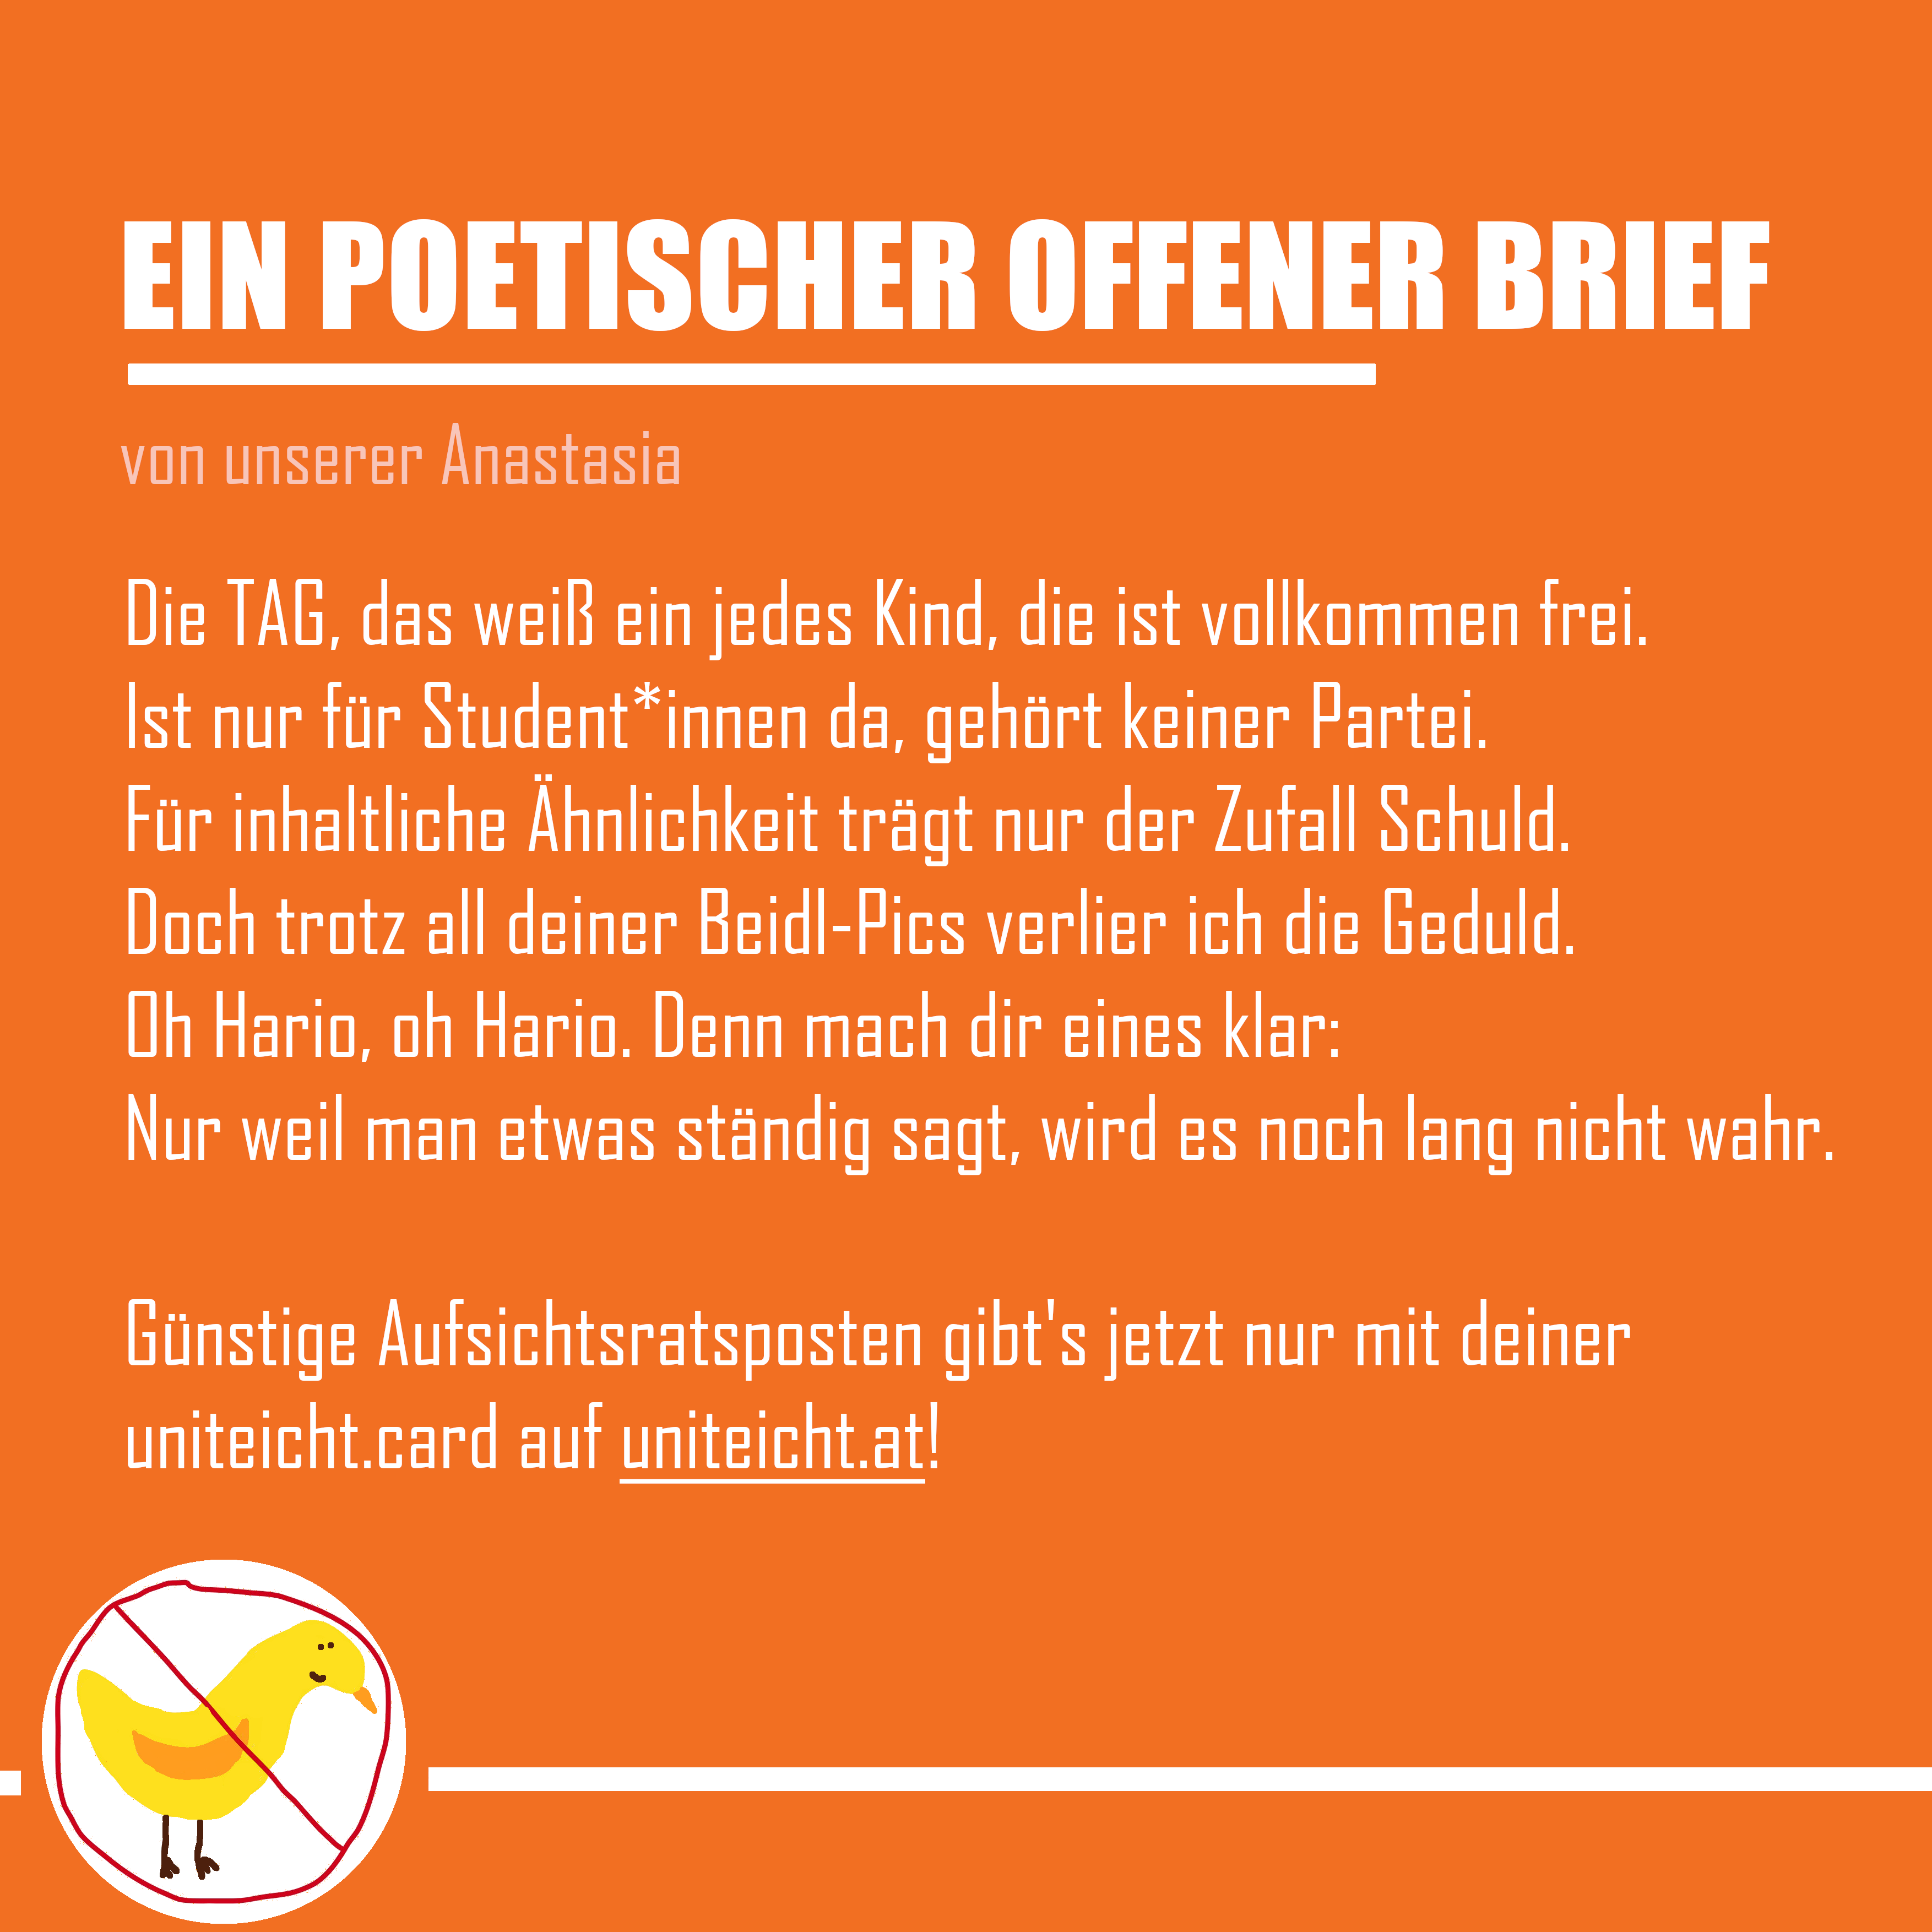 EIN POETISCHER OFFENER BRIEF
von unserer Anastasia
Die TAG, das weiß ein jedes Kind, die ist vollkommen frei.
Ist nur für Student*innen da, gehört keiner Partei.
Für inhaltliche Ähnlichkeit trägt nur der Zufall Schuld.
Doch trotz all deiner Beidl-Pics verlier ich die Geduld.
Oh Hario, oh Hario. Denn mach dir eines klar:
Nur weil man etwas ständig sagt, wird es noch lang nicht wahr.
Günstige Aufsichtsratsposten gibt's jetzt nur mit deiner
uniteicht.card auf uniteicht.at!